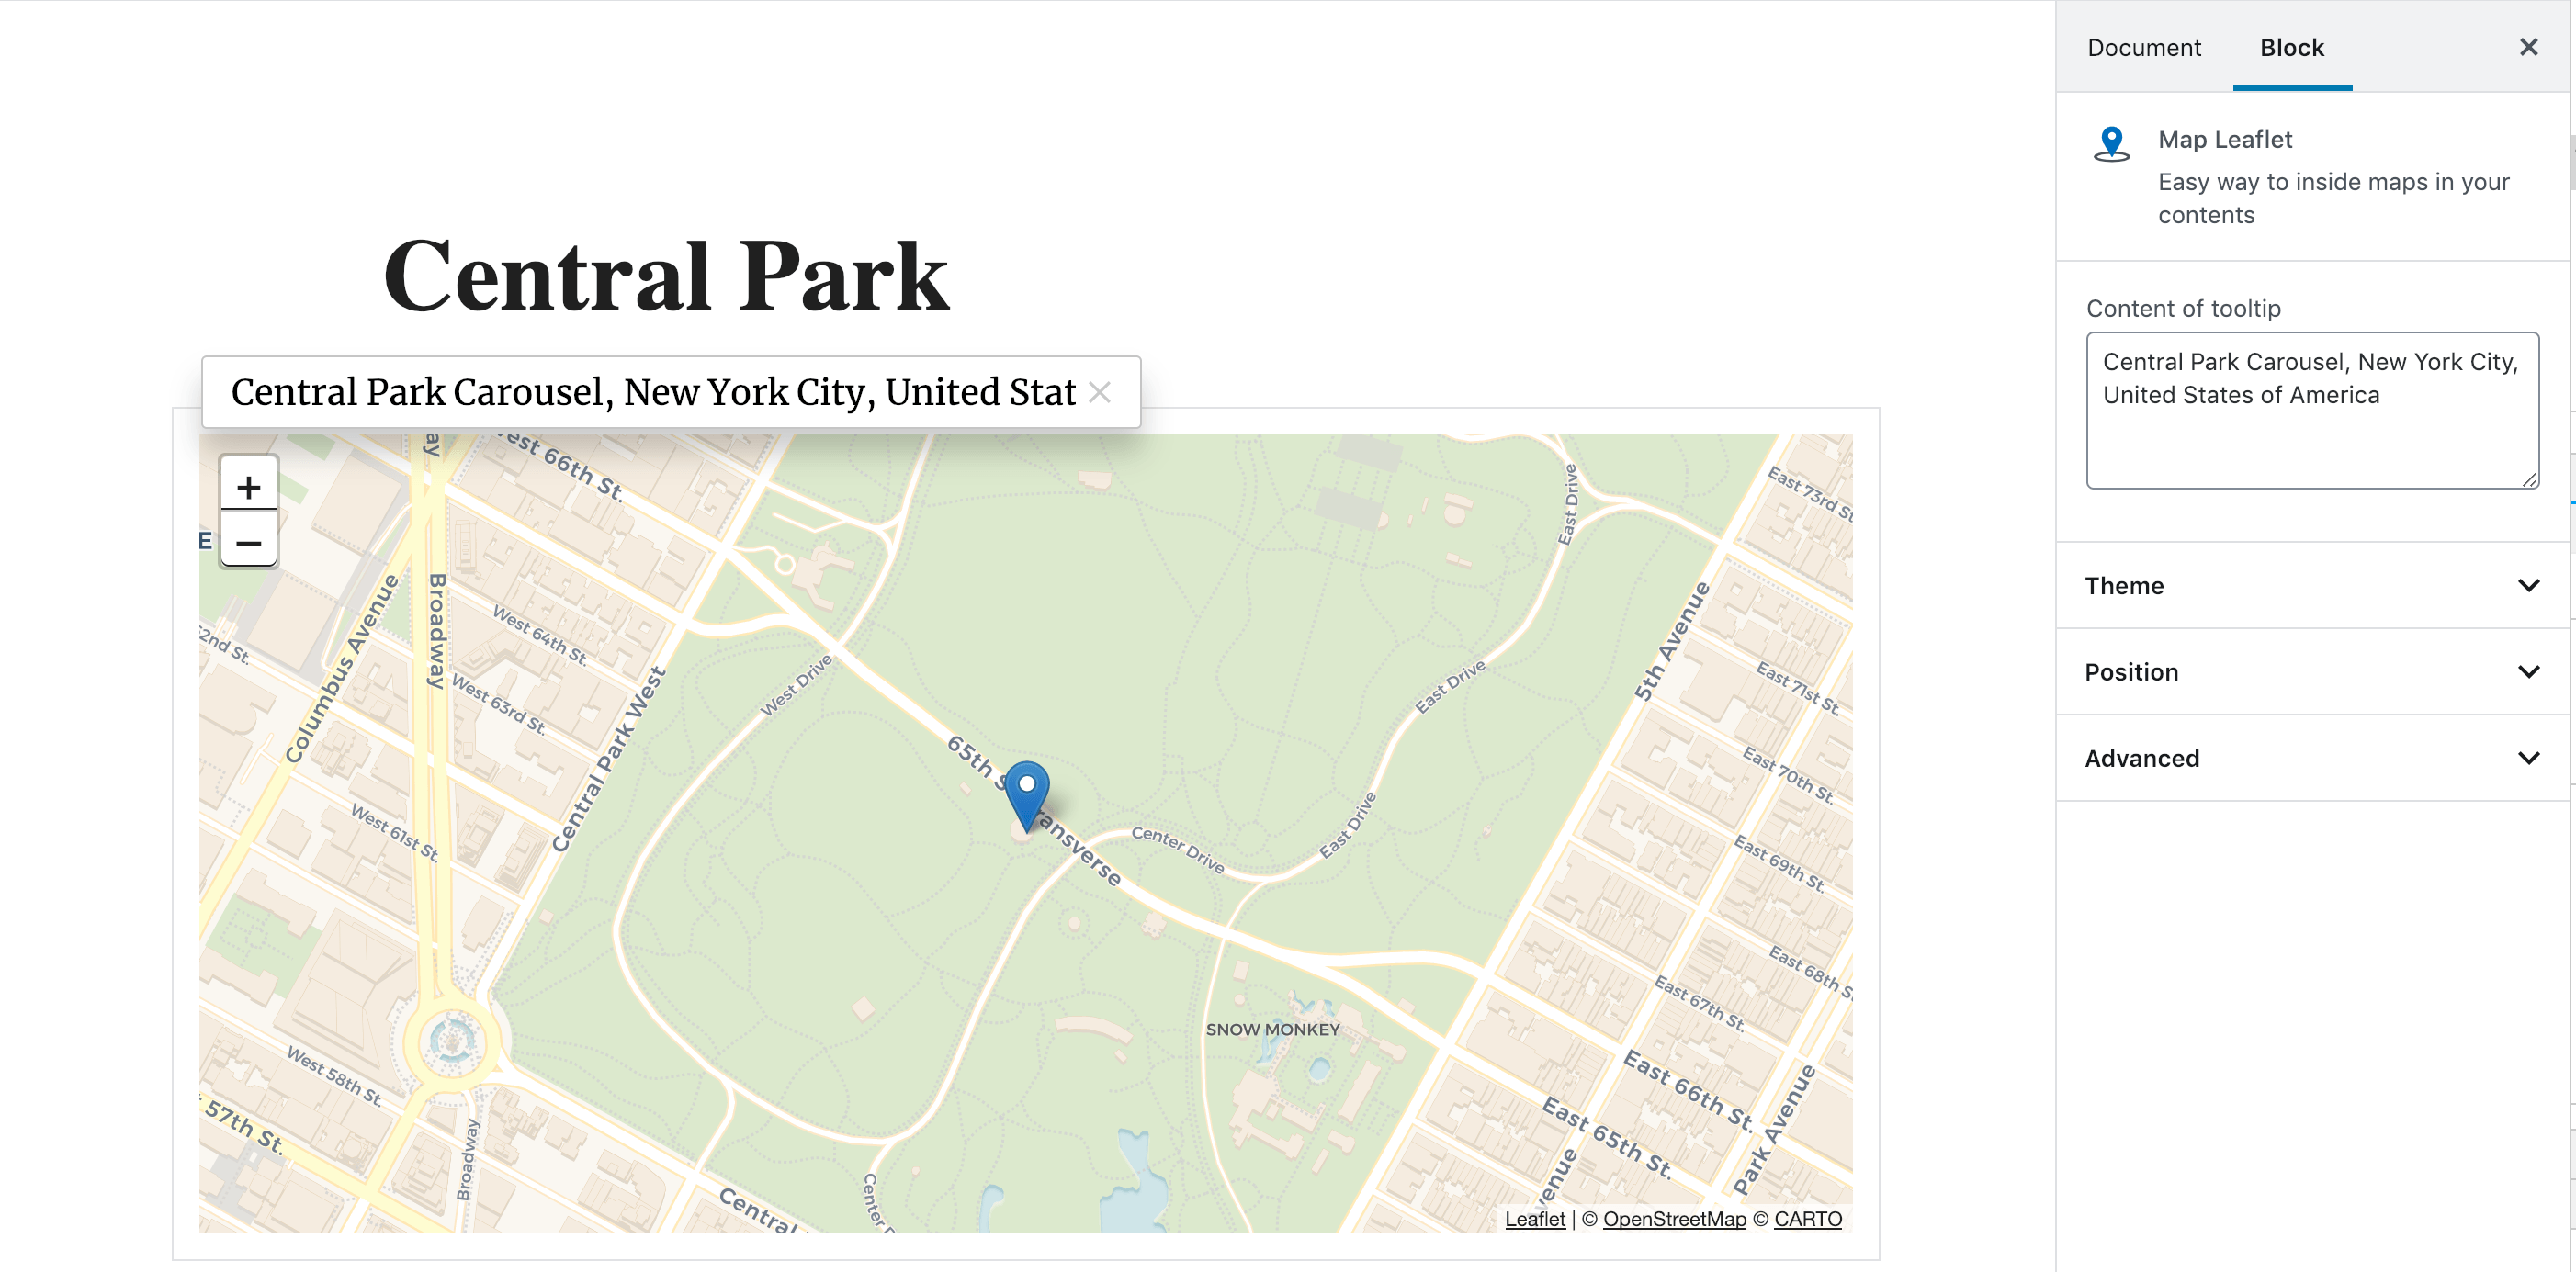 Document
Block
Map Leaflet
Easy way to inside maps in your
contents
Central Park
Content of tooltip
Central Park Carousel, New York City,
United States of America
Central Park Carousel, New York City, United Stat
Theme
Position
Advanced
+
−
E
ay
est 66th St.
East Drive
East 73rd St
Columbus Avenue
Broadway
West 64th St.
2nd St.
West 63rd St.
Central Park West
West Drive
East Drive
5th Avenue
East 71st St.
65th S
ransverse
East 70th St.
West 61st St.
Center Drive
East Drive
East 69th St.
East 68th S
East 67th St.
SNOW MONKEY
West 58th St.
East 66th St.
57th St.
Broadway
East 65th St.
Park Avenue
Central
Center D
venue
Leaflet | © OpenStreetMap © CARTO